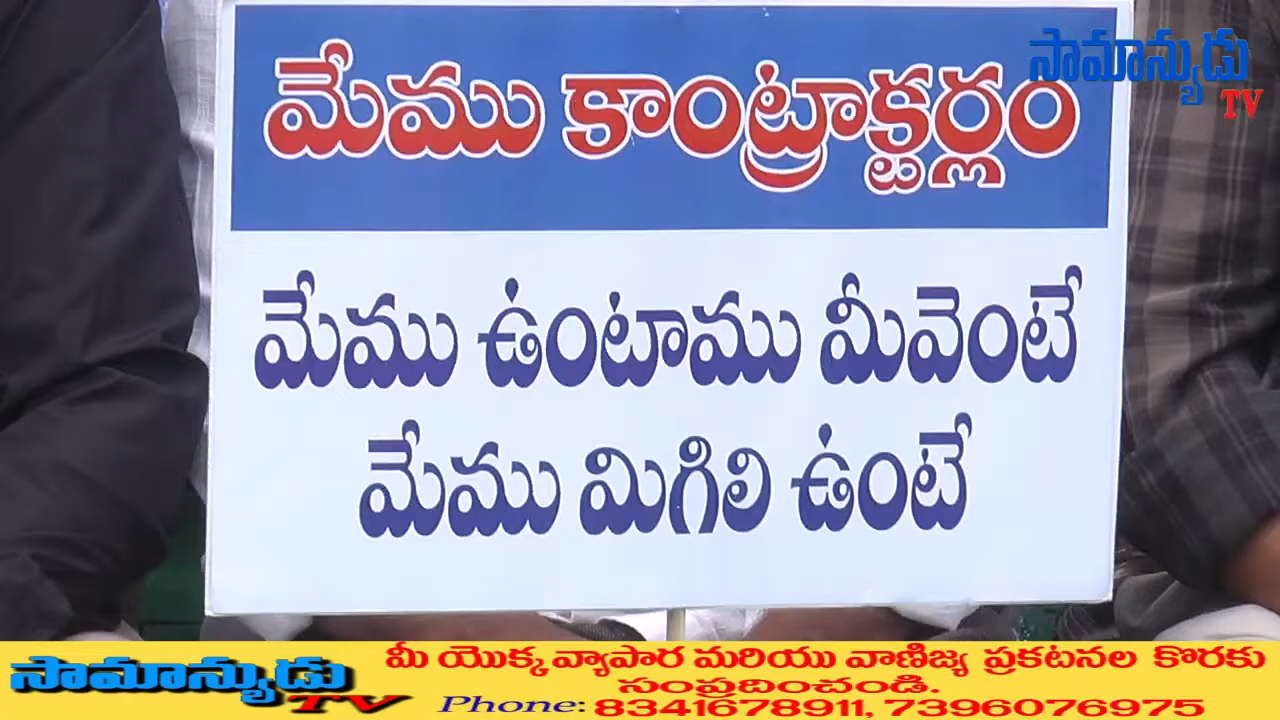 సామాన్యుడు
TV
మేము కాంట్రాక్టర్లం
మేము ఉంటాము మీవెంటే
మేము మిగిలి ఉంటే
సామాన్యుడు
TV
మీ యొక్క వ్యాపార మరియు వాణిజ్య ప్రకటనల కొరకు
సంప్రదించండి.
Phone: 8341678911, 7396076975